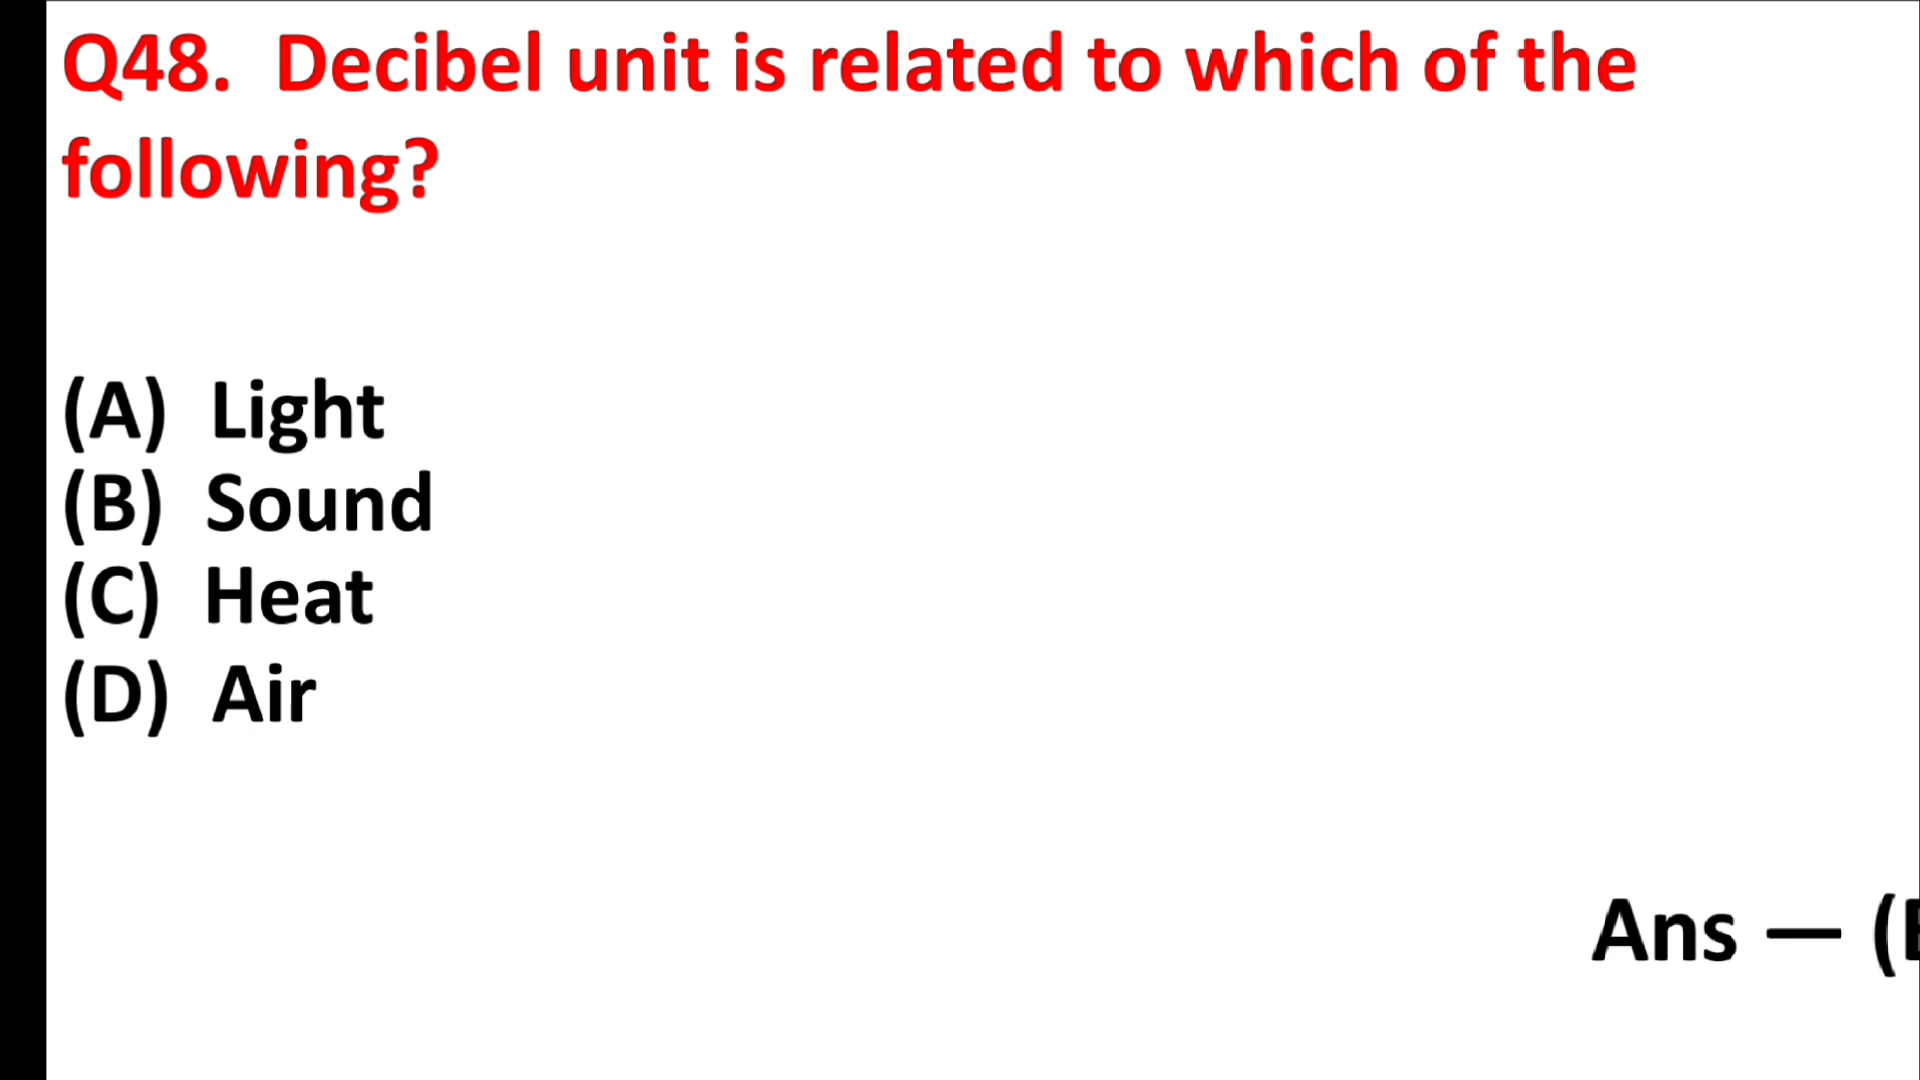 Q48. Decibel unit is related to which of the
following?
(A) Light
(B) Sound
(C) Heat
(D) Air
Ans — (